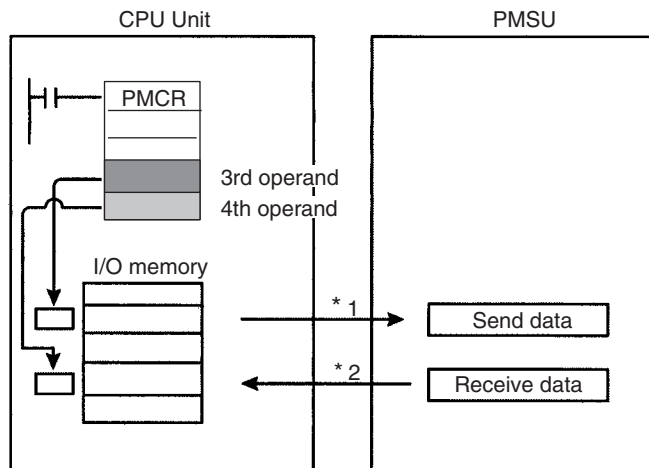 CPU Unit
PMSU
PMCR
3rd operand
4th operand
I/O memory
* 1
Send data
* 2
Receive data